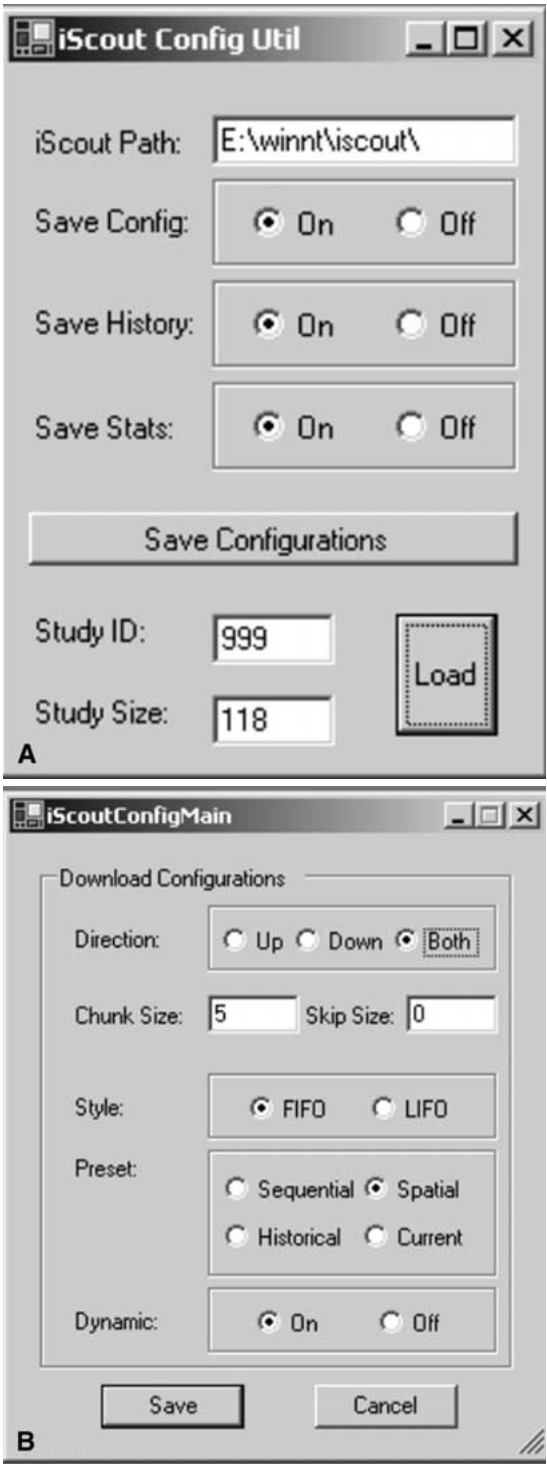 iScout Config Util
iScout Path: E:\winnt\iscout\
Save Config: On Off
Save History: On Off
Save Stats: On Off
Save Configurations
Study ID: 999
Load
Study Size: 118
A
iScoutConfigMain
Download Configurations
Direction: Up Down Both
Chunk Size: 5 Skip Size: 0
Style: FIFO LIFO
Preset: Sequential Spatial
Historical Current
Dynamic: On Off
Save Cancel
B